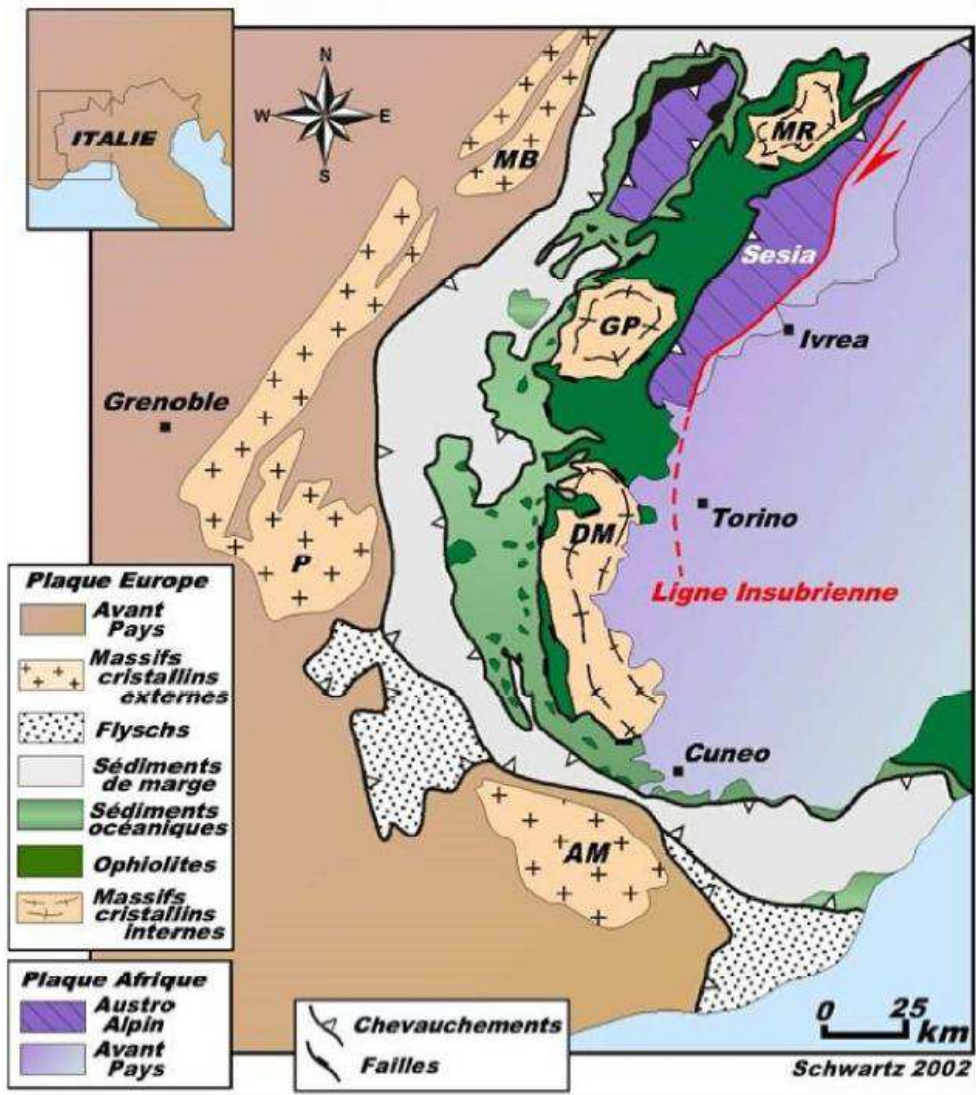 ITALIE
N
W E
S
MB
MR
Sesia
GP
Ivrea
Grenoble
Torino
DM
P
Ligne Insubrienne
Cuneo
AM
Plaque Europe
Avant
Pays
Massifs
cristallins
externes
Flyschs
Sédiments
de marge
Sédiments
océaniques
Ophiolites
Massifs
cristallins
internes
Plaque Afrique
Austro
Alpin
Avant
Pays
Chevauchements
Failles
0 25
km
Schwartz 2002